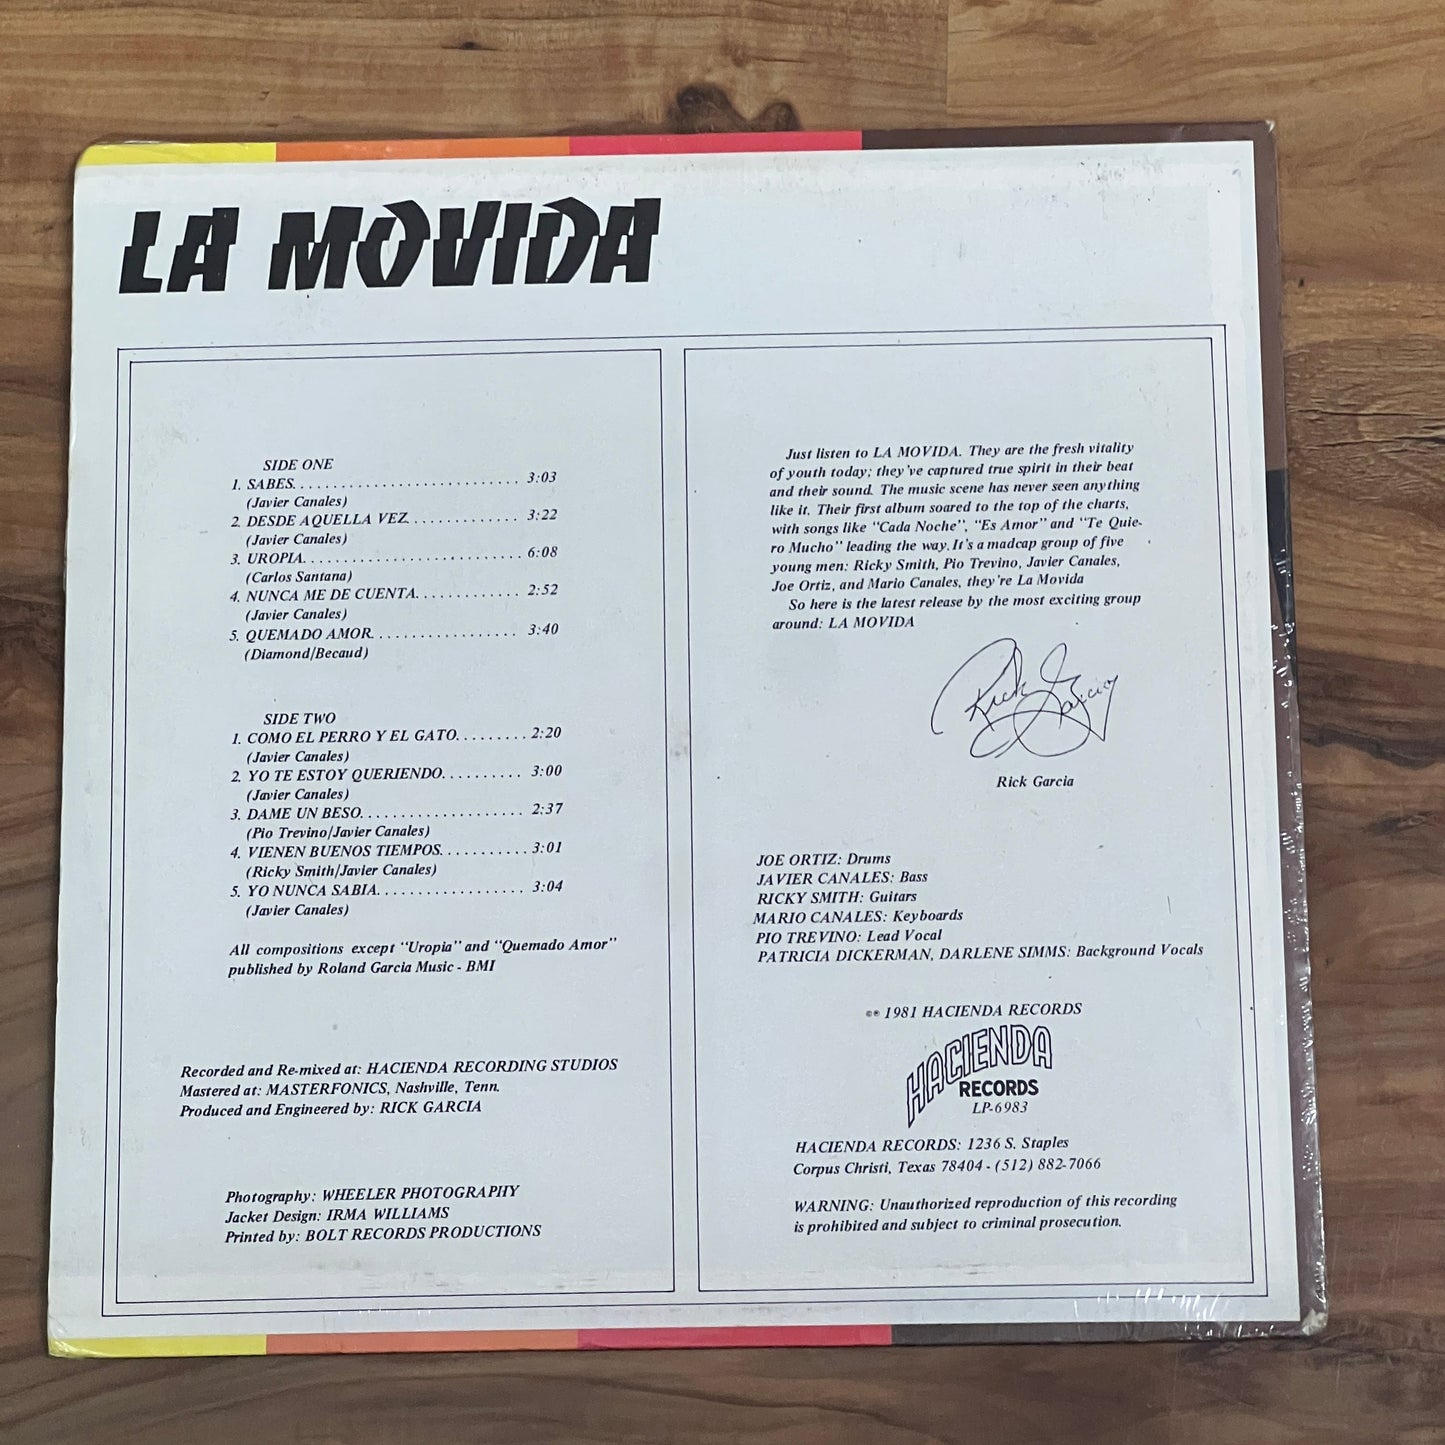 LA MOVIDA
SIDE ONE
1. SABES. . . . . . . . . . . . . . . . . . . . . . . . . . . . 3:03
(Javier Canales)
2. DESDE AQUELLA VEZ. . . . . . . . . . . . . . 3:22
(Javier Canales)
3. UROPIA. . . . . . . . . . . . . . . . . . . . . . . . . . . 6:08
(Carlos Santana)
4. NUNCA ME DE CUENTA. . . . . . . . . . . . . 2:52
(Javier Canales)
5. QUEMADO AMOR. . . . . . . . . . . . . . . . . . 3:40
(Diamond/Becaud)
SIDE TWO
1. COMO EL PERRO Y EL GATO. . . . . . . . . 2:20
(Javier Canales)
2. YO TE ESTOY QUERIENDO. . . . . . . . . . 3:00
(Javier Canales)
3. DAME UN BESO. . . . . . . . . . . . . . . . . . . . 2:37
(Pio Trevino/Javier Canales)
4. VIENEN BUENOS TIEMPOS. . . . . . . . . . . 3:01
(Ricky Smith/Javier Canales)
5. YO NUNCA SABIA. . . . . . . . . . . . . . . . . . 3:04
(Javier Canales)
All compositions except "Uropia" and "Quemado Amor"
published by Roland Garcia Music - BMI
Recorded and Re-mixed at: HACIENDA RECORDING STUDIOS
Mastered at: MASTERFONICS, Nashville, Tenn.
Produced and Engineered by: RICK GARCIA
Photography: WHEELER PHOTOGRAPHY
Jacket Design: IRMA WILLIAMS
Printed by: BOLT RECORDS PRODUCTIONS
Just listen to LA MOVIDA. They are the fresh vitality
of youth today; they've captured true spirit in their beat
and their sound. The music scene has never seen anything
like it. Their first album soared to the top of the charts,
with songs like "Cada Noche", "Es Amor" and "Te Quie-
ro Mucho" leading the way. It's a madcap group of five
young men: Ricky Smith, Pio Trevino, Javier Canales,
Joe Ortiz, and Mario Canales, they're La Movida
So here is the latest release by the most exciting group
around: LA MOVIDA
Rick Garcia
Rick Garcia
JOE ORTIZ: Drums
JAVIER CANALES: Bass
RICKY SMITH: Guitars
MARIO CANALES: Keyboards
PIO TREVINO: Lead Vocal
PATRICIA DICKERMAN, DARLENE SIMMS: Background Vocals
©℗ 1981 HACIENDA RECORDS
HACIENDA
RECORDS
LP-6983
HACIENDA RECORDS: 1236 S. Staples
Corpus Christi, Texas 78404 - (512) 882-7066
WARNING: Unauthorized reproduction of this recording
is prohibited and subject to criminal prosecution.